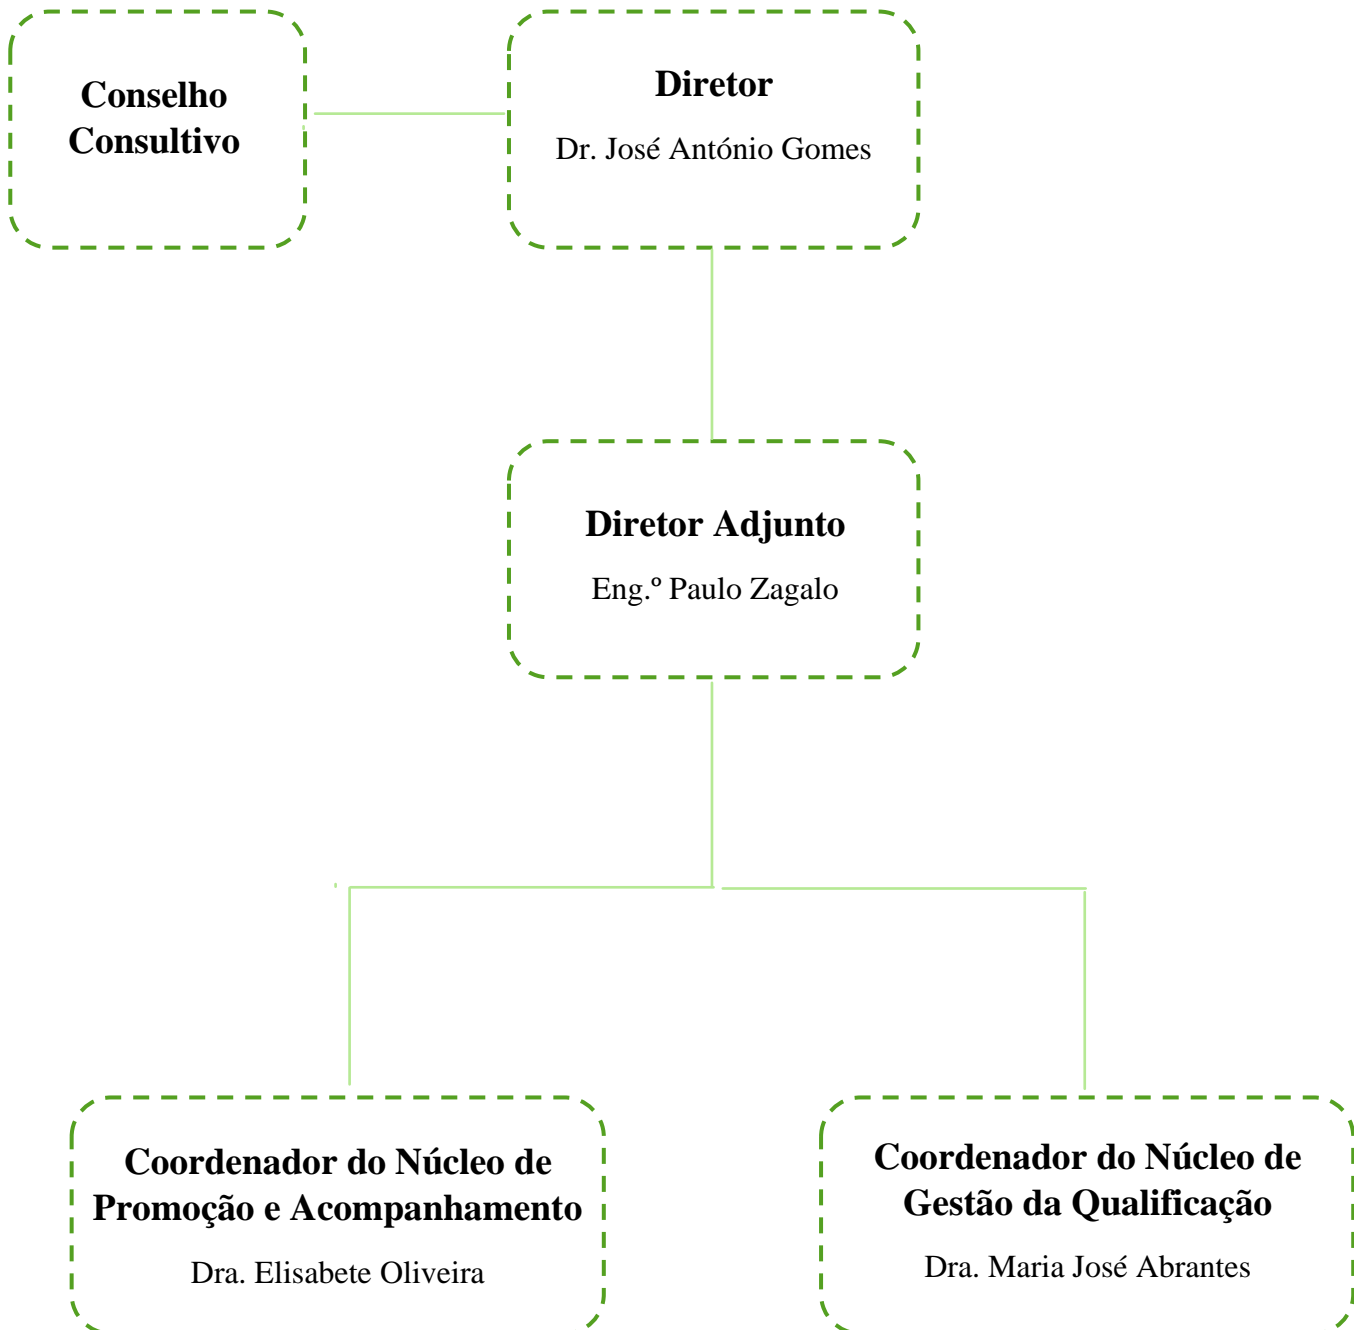 Conselho
Consultivo
Diretor
Dr. José António Gomes
Diretor Adjunto
Eng.º Paulo Zagalo
Coordenador do Núcleo de
Promoção e Acompanhamento
Dra. Elisabete Oliveira
Coordenador do Núcleo de
Gestão da Qualificação
Dra. Maria José Abrantes